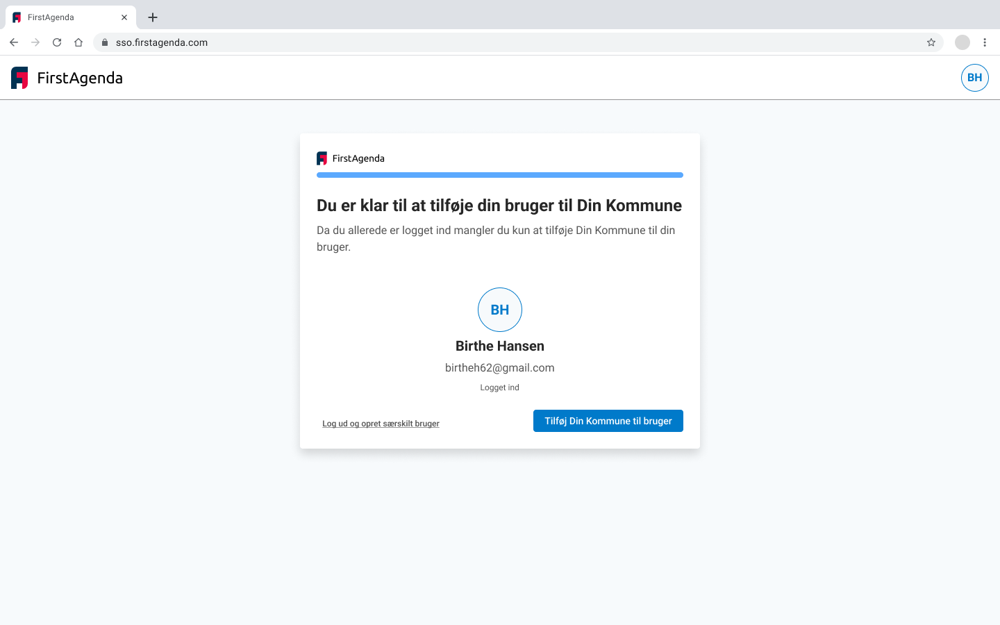 FirstAgenda
sso.firstagenda.com
FirstAgenda
BH
FirstAgenda
Du er klar til at tilføje din bruger til Din Kommune
Da du allerede er logget ind mangler du kun at tilføje Din Kommune til din
bruger.
BH
Birthe Hansen
birtheh62@gmail.com
Logget ind
Log ud og opret særskilt bruger
Tilføj Din Kommune til bruger